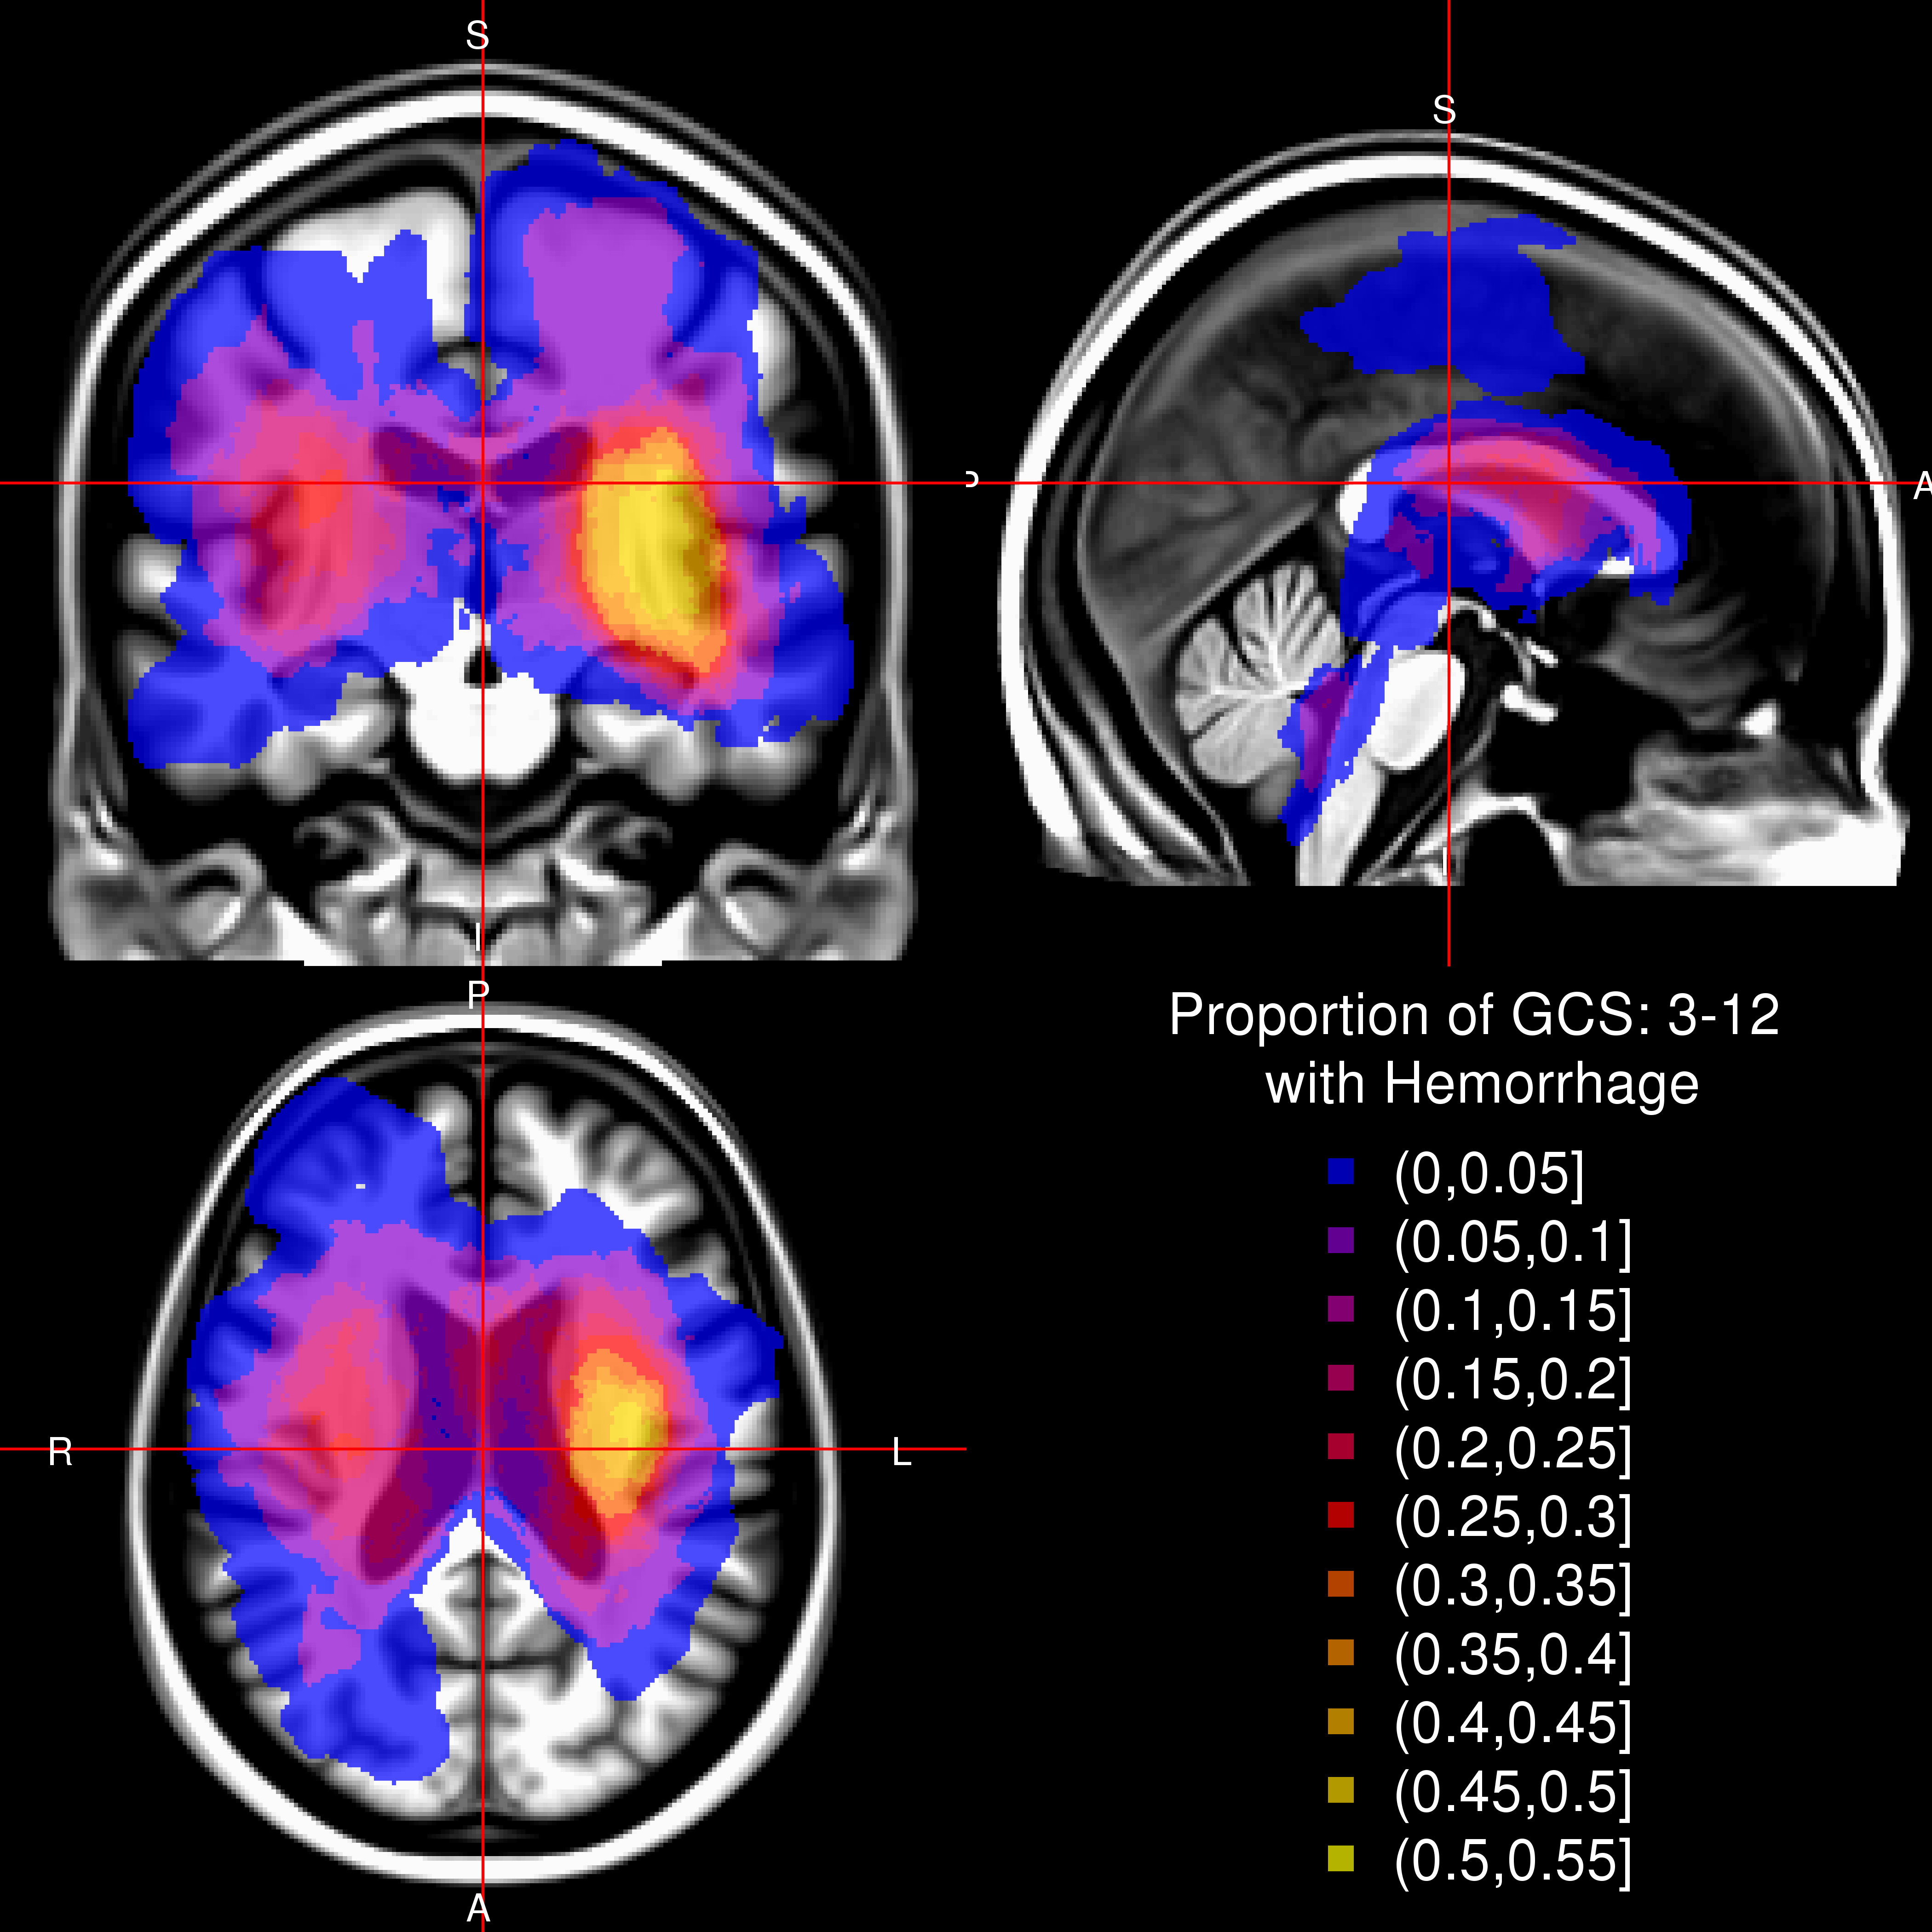 S
S
P
A
I
I
P
R
L
A
Proportion of GCS: 3-12
with Hemorrhage
(0,0.05]
(0.05,0.1]
(0.1,0.15]
(0.15,0.2]
(0.2,0.25]
(0.25,0.3]
(0.3,0.35]
(0.35,0.4]
(0.4,0.45]
(0.45,0.5]
(0.5,0.55]